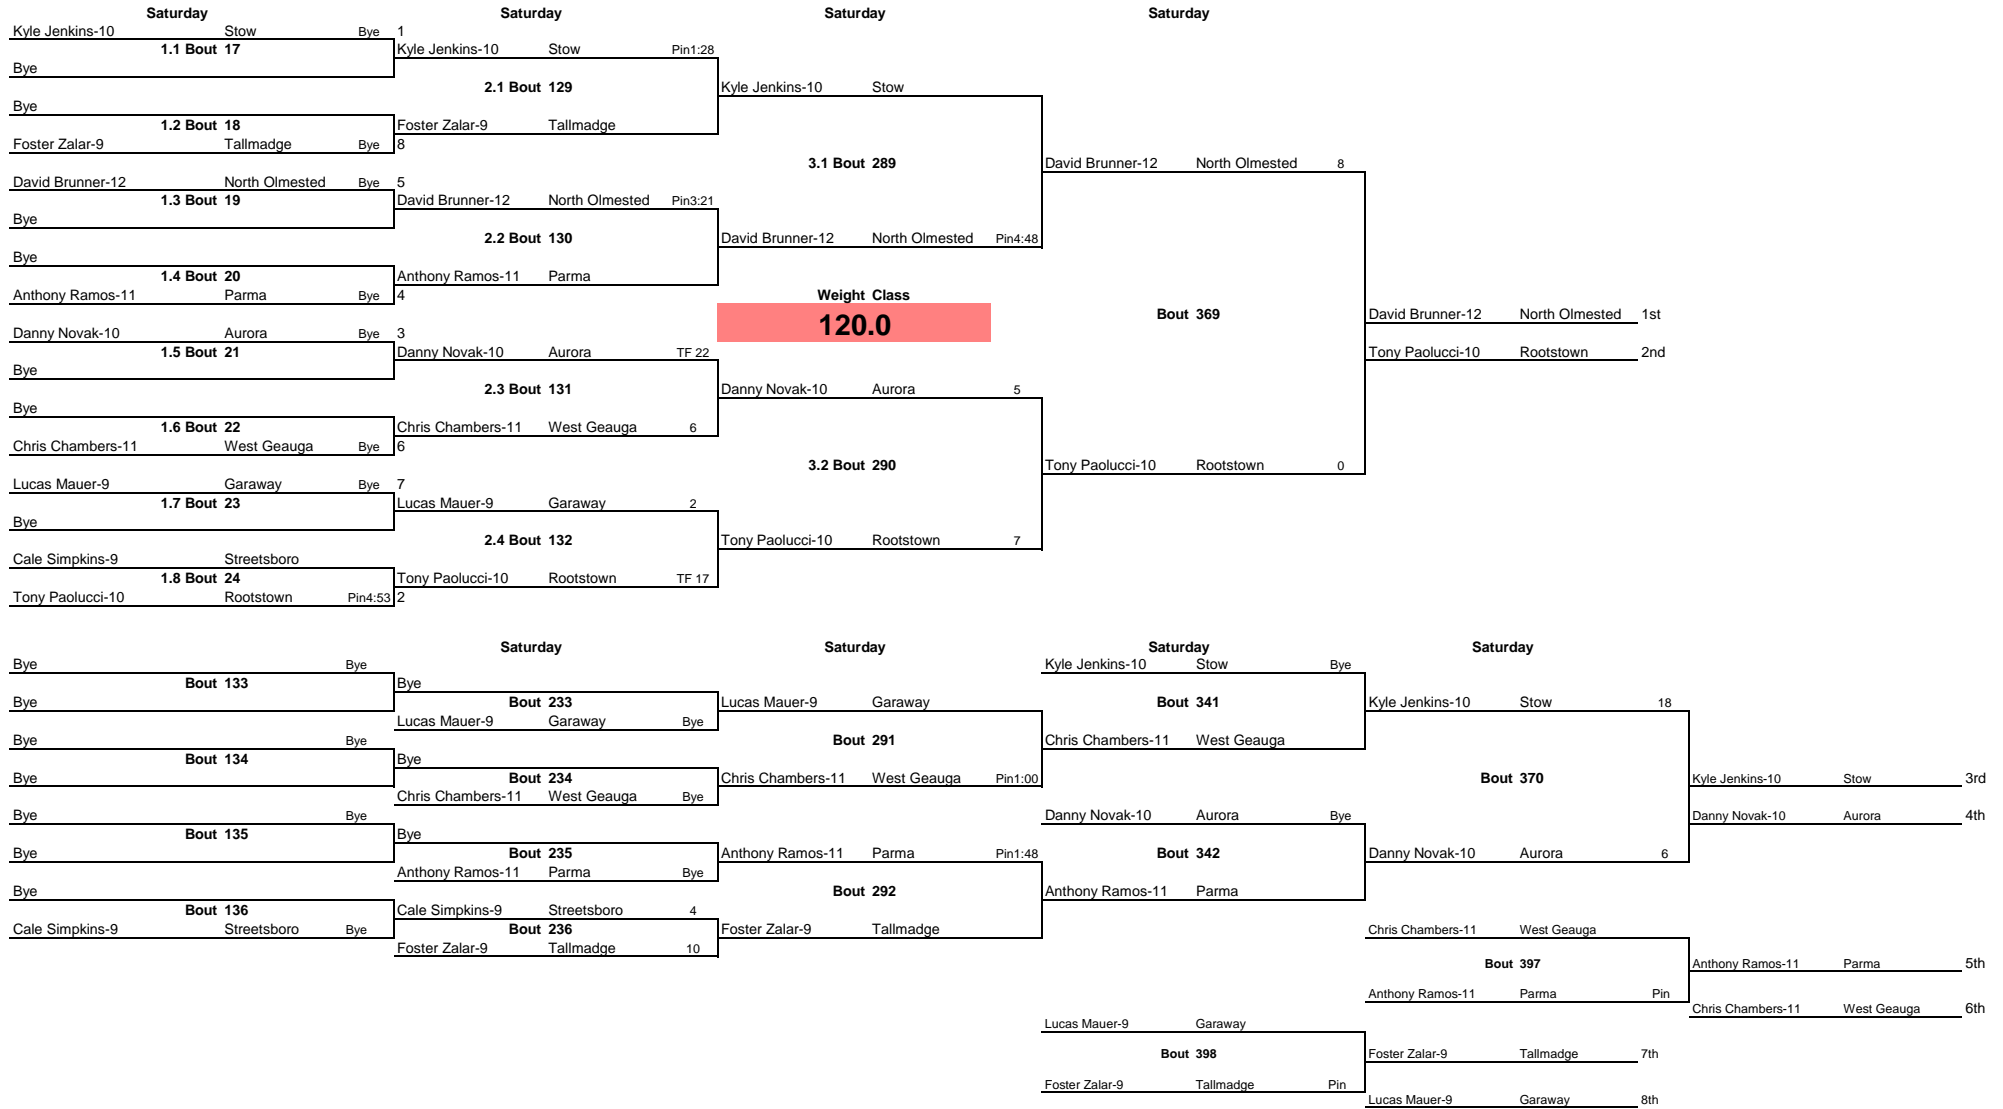 Saturday Saturday Saturday Saturday
Kyle Jenkins-10 Stow Bye 1
1.1 Bout 17 Kyle Jenkins-10 Stow Pin1:28
Bye
2.1 Bout 129 Kyle Jenkins-10 Stow
Bye
1.2 Bout 18 Foster Zalar-9 Tallmadge
Foster Zalar-9 Tallmadge Bye 8
3.1 Bout 289 David Brunner-12 North Olmested 8
David Brunner-12 North Olmested Bye 5
1.3 Bout 19 David Brunner-12 North Olmested Pin3:21
Bye
2.2 Bout 130 David Brunner-12 North Olmested Pin4:48
Bye
1.4 Bout 20 Anthony Ramos-11 Parma
Anthony Ramos-11 Parma Bye 4 Weight Class
120.0 Bout 369 David Brunner-12 North Olmested 1st
Danny Novak-10 Aurora Bye 3
1.5 Bout 21 Danny Novak-10 Aurora TF 22 Tony Paolucci-10 Rootstown 2nd
Bye
2.3 Bout 131 Danny Novak-10 Aurora 5
Bye
1.6 Bout 22 Chris Chambers-11 West Geauga 6
Chris Chambers-11 West Geauga Bye 6
3.2 Bout 290 Tony Paolucci-10 Rootstown 0
Lucas Mauer-9 Garaway Bye 7
1.7 Bout 23 Lucas Mauer-9 Garaway 2
Bye
2.4 Bout 132 Tony Paolucci-10 Rootstown 7
Cale Simpkins-9 Streetsboro
1.8 Bout 24 Tony Paolucci-10 Rootstown TF 17
Tony Paolucci-10 Rootstown Pin4:53 2
Saturday Saturday Saturday Saturday
Bye Bye Kyle Jenkins-10 Stow Bye
Bout 133 Bye
Bye Bout 233 Lucas Mauer-9 Garaway Bout 341 Kyle Jenkins-10 Stow 18
Lucas Mauer-9 Garaway Bye
Bye Bye Bout 291 Chris Chambers-11 West Geauga
Bout 134 Bye
Bye Bout 234 Chris Chambers-11 West Geauga Pin1:00 Bout 370 Kyle Jenkins-10 Stow 3rd
Chris Chambers-11 West Geauga Bye
Bye Bye Danny Novak-10 Aurora Bye Danny Novak-10 Aurora 4th
Bout 135 Bye
Bye Bout 235 Anthony Ramos-11 Parma Pin1:48 Bout 342 Danny Novak-10 Aurora 6
Anthony Ramos-11 Parma Bye
Bye Bout 292 Anthony Ramos-11 Parma
Bout 136 Cale Simpkins-9 Streetsboro 4
Cale Simpkins-9 Streetsboro Bye Bout 236 Foster Zalar-9 Tallmadge Chris Chambers-11 West Geauga
Foster Zalar-9 Tallmadge 10
Bout 397 Anthony Ramos-11 Parma 5th
Anthony Ramos-11 Parma Pin
Chris Chambers-11 West Geauga 6th
Lucas Mauer-9 Garaway
Bout 398 Foster Zalar-9 Tallmadge 7th
Foster Zalar-9 Tallmadge Pin
Lucas Mauer-9 Garaway 8th